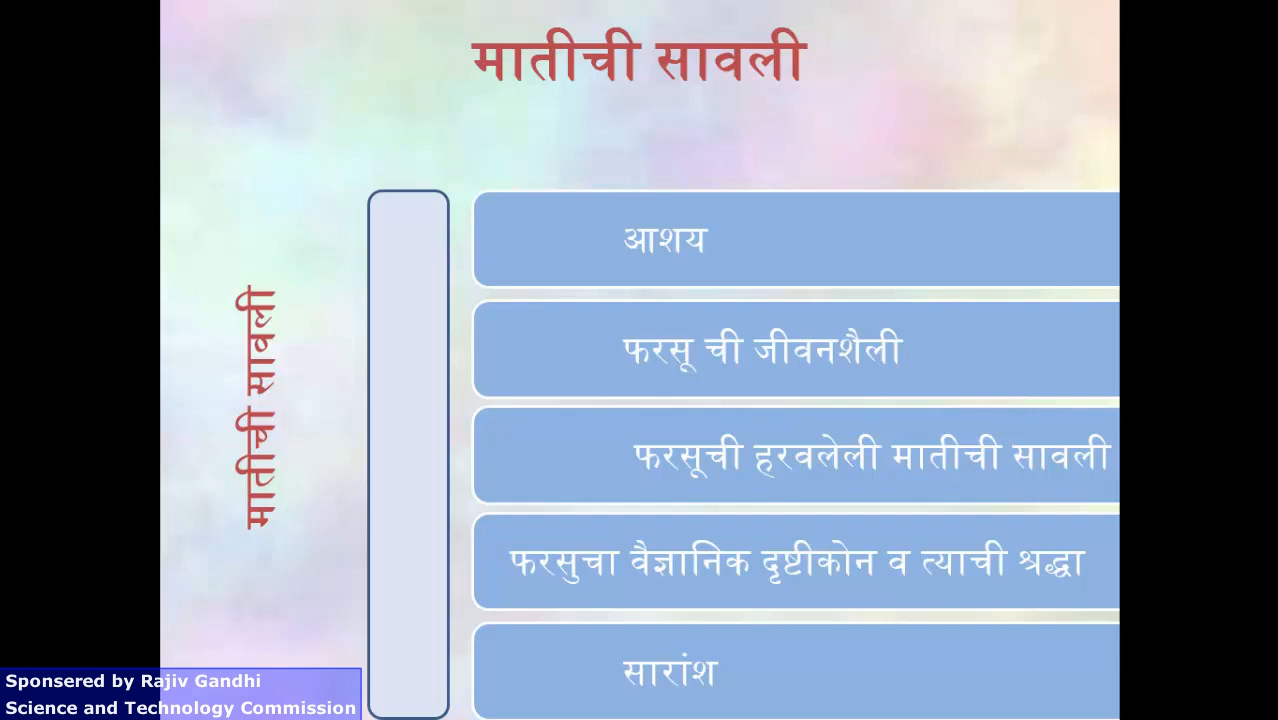 मातीची सावली
मातीची सावली
आशय
फरसू ची जीवनशैली
फरसूची हरवलेली मातीची सावली
फरसुचा वैज्ञानिक दृष्टीकोन व त्याची श्रद्धा
सारांश
Sponsered by Rajiv Gandhi
Science and Technology Commission